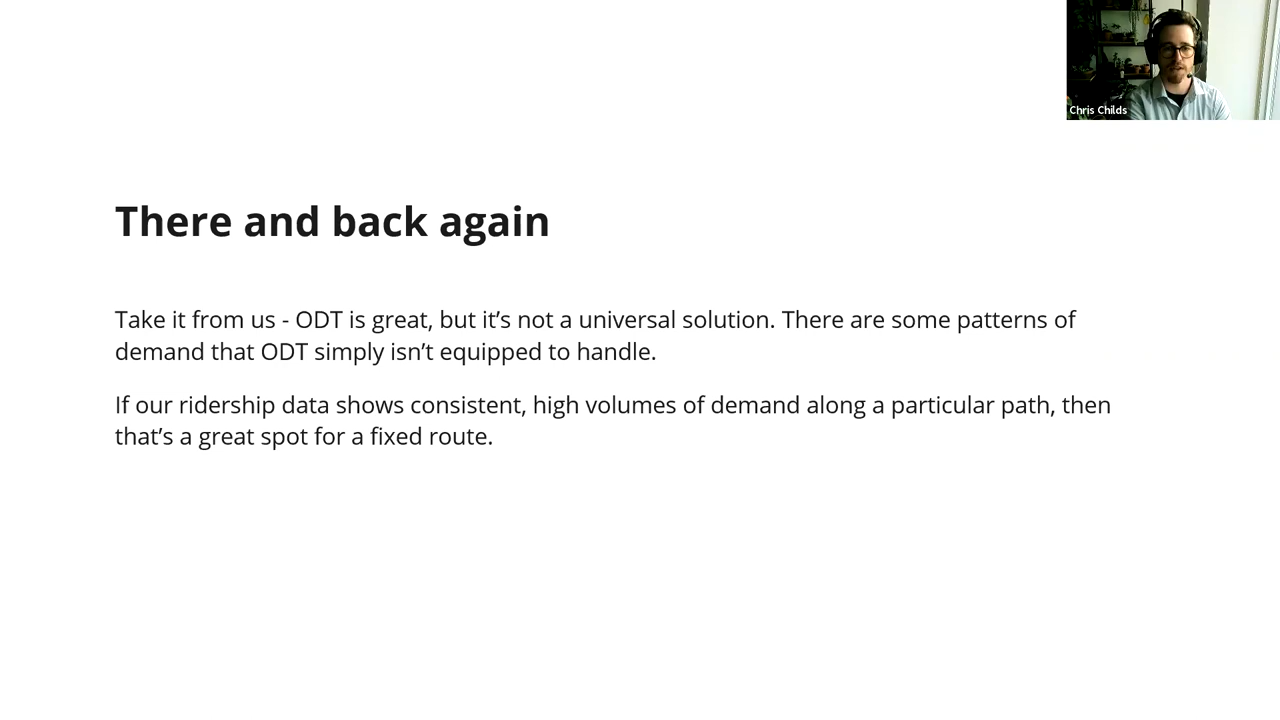 Chris Childs
There and back again
Take it from us - ODT is great, but it’s not a universal solution. There are some patterns of
demand that ODT simply isn’t equipped to handle.
If our ridership data shows consistent, high volumes of demand along a particular path, then
that’s a great spot for a fixed route.